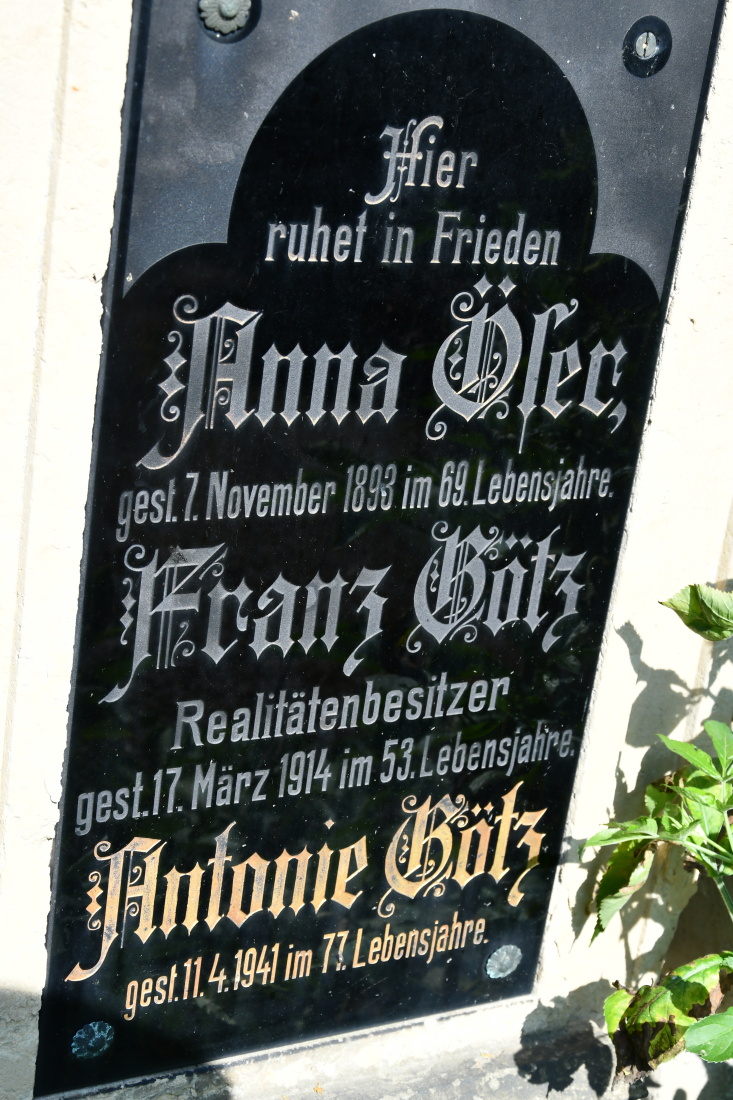 Hier
ruhet in Frieden
Anna Öſer,
gest. 7. November 1893 im 69. Lebensjahre.
Franz Götz
Realitätenbesitzer
gest. 17. März 1914 im 53. Lebensjahre.
Antonie Götz
gest. 11. 4. 1941 im 77. Lebensjahre.